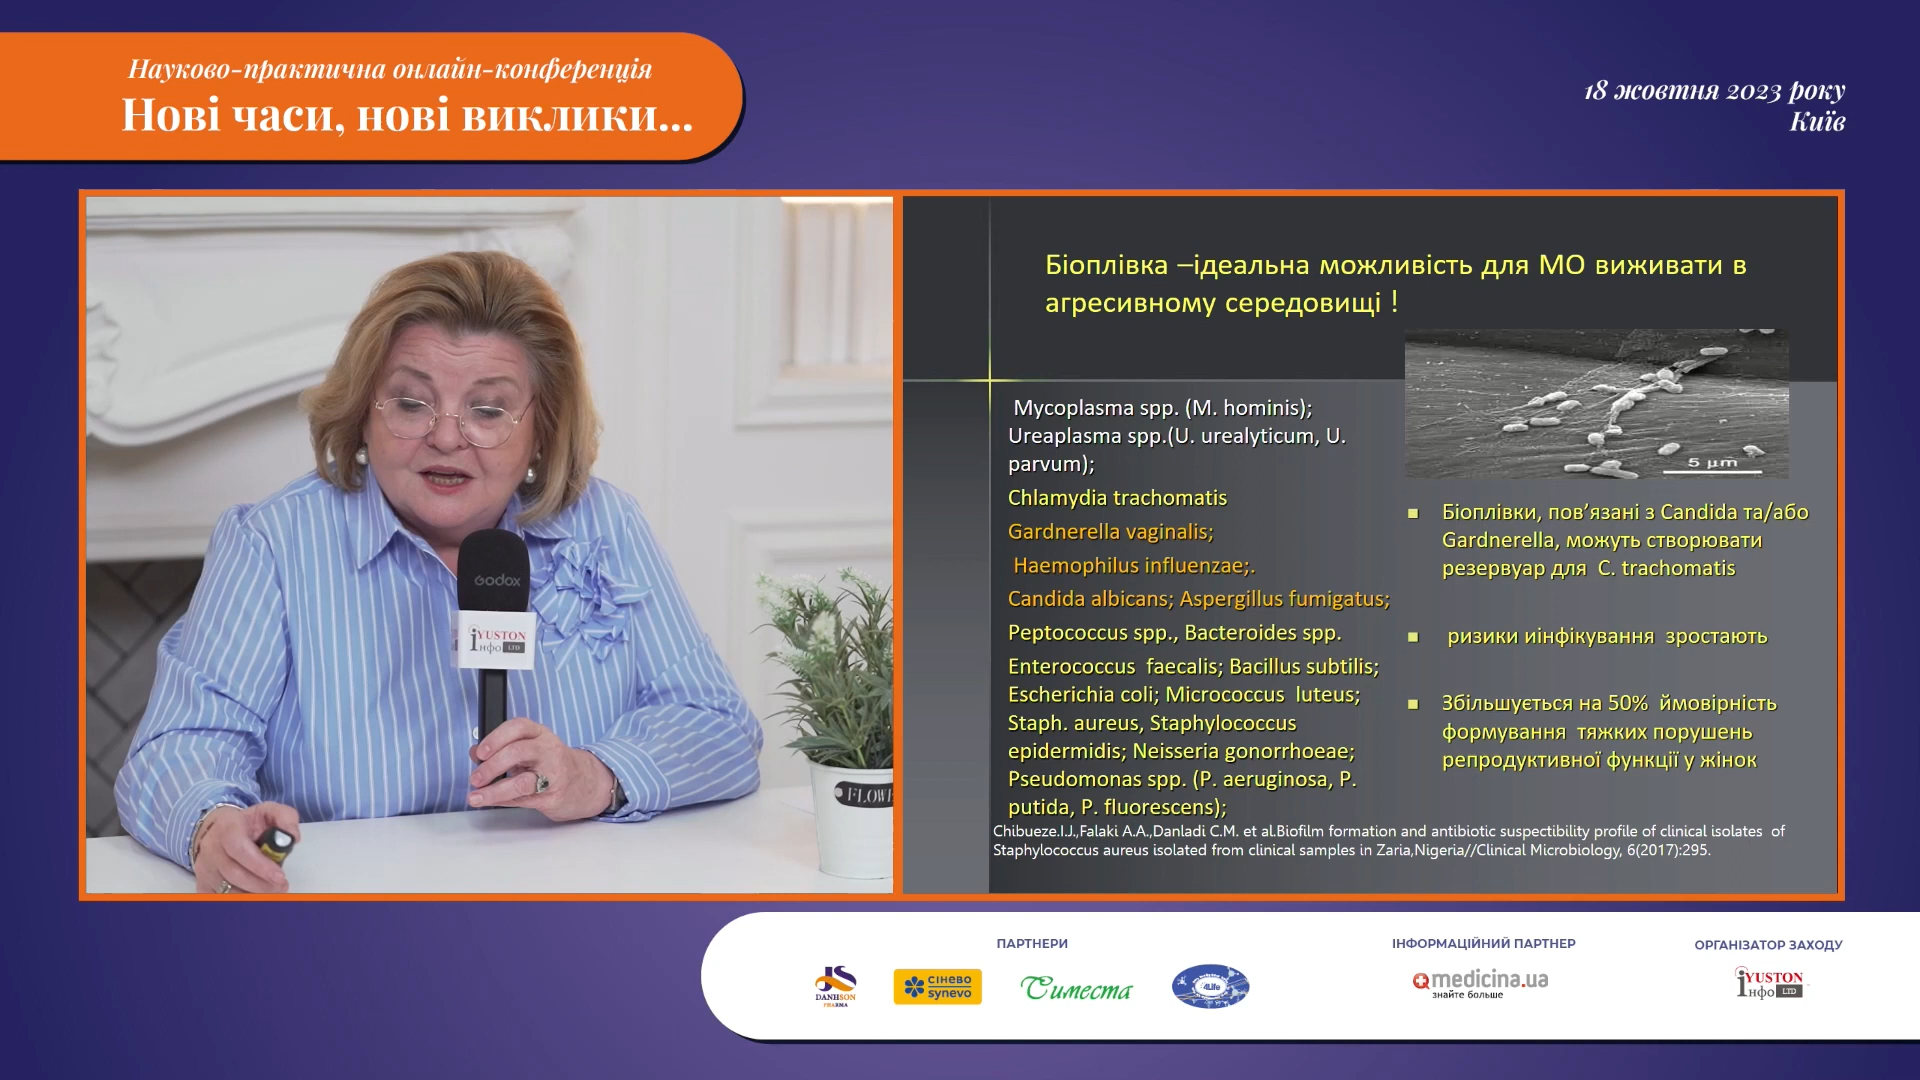 Науково-практична онлайн-конференція
Нові часи, нові виклики...
18 жовтня 2023 року
Київ
Godox
YUSTON
інфо LTD
FLOW
Біоплівка –ідеальна можливість для МО виживати в
агресивному середовищі !
Mycoplasma spp. (M. hominis);
Ureaplasma spp.(U. urealyticum, U.
parvum);
Chlamydia trachomatis
Gardnerella vaginalis;
Haemophilus influenzae;.
Candida albicans; Aspergillus fumigatus;
Peptococcus spp., Bacteroides spp.
Enterococcus faecalis; Bacillus subtilis;
Escherichia coli; Micrococcus luteus;
Staph. aureus, Staphylococcus
epidermidis; Neisseria gonorrhoeae;
Pseudomonas spp. (P. aeruginosa, P.
putida, P. fluorescens);
5 µm
Біоплівки, пов’язані з Candida та/або
Gardnerella, можуть створювати
резервуар для C. trachomatis
ризики иінфікування зростають
Збільшується на 50% ймовірність
формування тяжких порушень
репродуктивної функції у жінок
Chibueze.I.J.,Falaki A.A.,Danladi C.M. et al.Biofilm formation and antibiotic suspectibility profile of clinical isolates of
Staphylococcus aureus isolated from clinical samples in Zaria,Nigeria//Clinical Microbiology, 6(2017):295.
ПАРТНЕРИ
DANHSON
PHARMA
СІНЕВО
synevo
Симеста
4Life
ІНФОРМАЦІЙНИЙ ПАРТНЕР
medicina.ua
знайте больше
ОРГАНІЗАТОР ЗАХОДУ
YUSTON
інфо LTD